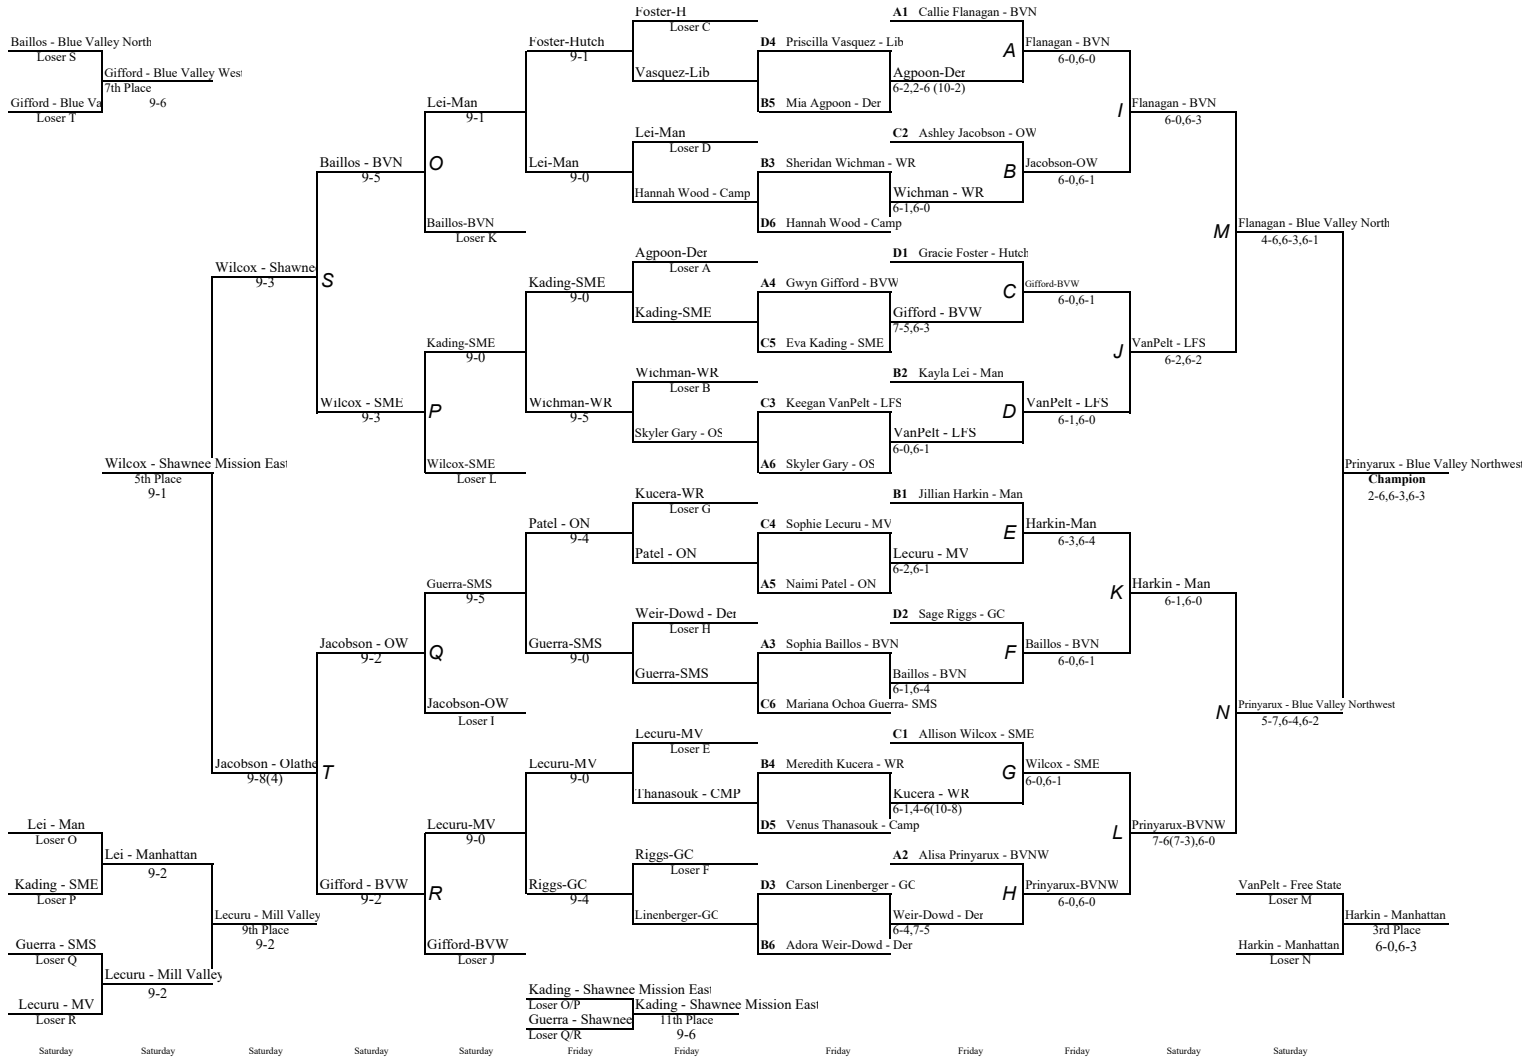 Foster-H
Loser C
A1 Callie Flanagan - BVN
Baillos - Blue Valley North
Loser S
Foster-Hutch
9-1
D4 Priscilla Vasquez - Lib
A
Flanagan - BVN
6-0,6-0
Gifford - Blue Valley West
7th Place
9-6
Vasquez-Lib
Agpoon-Der
6-2,2-6 (10-2)
Gifford - Blue Va
Loser T
Lei-Man
9-1
B5 Mia Agpoon - Der
I
Flanagan - BVN
6-0,6-3
Lei-Man
Loser D
C2 Ashley Jacobson - OW
Baillos - BVN
9-5
O
Lei-Man
9-0
B3 Sheridan Wichman - WR
B
Jacobson-OW
6-0,6-1
Hannah Wood - Camp
Wichman - WR
6-1,6-0
Baillos-BVN
Loser K
D6 Hannah Wood - Camp
M
Flanagan - Blue Valley North
4-6,6-3,6-1
Agpoon-Der
Loser A
D1 Gracie Foster - Hutch
Wilcox - Shawne
9-3
S
Kading-SME
9-0
A4 Gwyn Gifford - BVW
C
Gifford-BVW
6-0,6-1
Kading-SME
Gifford - BVW
7-5,6-3
Kading-SME
9-0
C5 Eva Kading - SME
J
VanPelt - LFS
6-2,6-2
Wichman-WR
Loser B
B2 Kayla Lei - Man
Wilcox - SME
9-3
P
Wichman-WR
9-5
C3 Keegan VanPelt - LFS
D
VanPelt - LFS
6-1,6-0
Skyler Gary - OS
VanPelt - LFS
6-0,6-1
Wilcox - Shawnee Mission East
5th Place
9-1
Wilcox-SME
Loser L
A6 Skyler Gary - OS
Prinyarux - Blue Valley Northwest
Champion
2-6,6-3,6-3
Kucera-WR
Loser G
B1 Jillian Harkin - Man
Patel - ON
9-4
C4 Sophie Lecuru - MV
E
Harkin-Man
6-3,6-4
Patel - ON
Lecuru - MV
6-2,6-1
Guerra-SMS
9-5
A5 Naimi Patel - ON
K
Harkin - Man
6-1,6-0
Weir-Dowd - Der
Loser H
D2 Sage Riggs - GC
Jacobson - OW
9-2
Q
Guerra-SMS
9-0
A3 Sophia Baillos - BVN
F
Baillos - BVN
6-0,6-1
Guerra-SMS
Baillos - BVN
6-1,6-4
Jacobson-OW
Loser I
C6 Mariana Ochoa Guerra- SMS
N
Prinyarux - Blue Valley Northwest
5-7,6-4,6-2
Lecuru-MV
Loser E
C1 Allison Wilcox - SME
Jacobson - Olathe
9-8(4)
T
Lecuru-MV
9-0
B4 Meredith Kucera - WR
G
Wilcox - SME
6-0,6-1
Thanasouk - CMP
Kucera - WR
6-1,4-6(10-8)
Lei - Man
Loser O
Lecuru-MV
9-0
D5 Venus Thanasouk - Camp
L
Prinyarux-BVNW
7-6(7-3),6-0
Lei - Manhattan
9-2
Riggs-GC
Loser F
A2 Alisa Prinyarux - BVNW
Kading - SME
Loser P
Gifford - BVW
9-2
R
Riggs-GC
9-4
D3 Carson Linenberger - GC
H
Prinyarux-BVNW
6-0,6-0
VanPelt - Free State
Loser M
Lecuru - Mill Valley
9th Place
9-2
Linenberger-GC
Weir-Dowd - Der
6-4,7-5
Harkin - Manhattan
3rd Place
6-0,6-3
Guerra - SMS
Loser Q
Gifford-BVW
Loser J
B6 Adora Weir-Dowd - Der
Harkin - Manhattan
Loser N
Lecuru - Mill Valley
9-2
Kading - Shawnee Mission East
Loser O/P
Lecuru - MV
Loser R
Kading - Shawnee Mission East
11th Place
9-6
Guerra - Shawnee
Loser Q/R
Saturday Saturday Saturday Saturday Saturday Friday Friday Friday Friday Friday Saturday Saturday